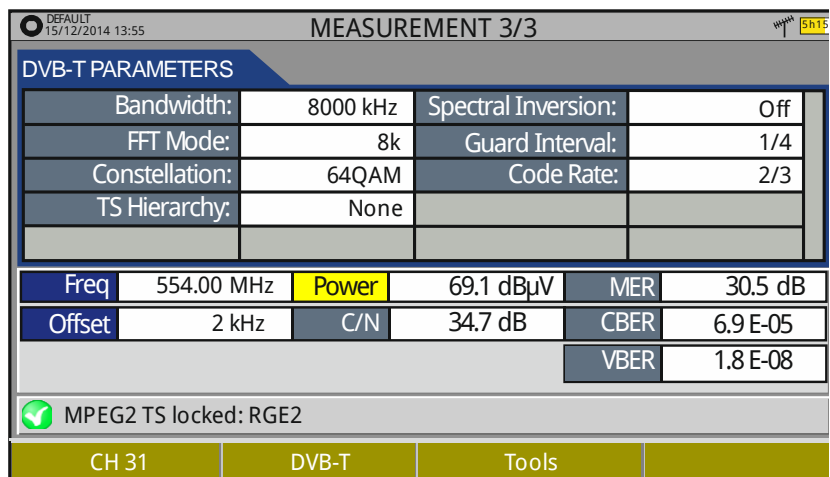 DEFAULT
15/12/2014 13:55
MEASUREMENT 3/3
5h15
DVB-T PARAMETERS
Bandwidth: 8000 kHz Spectral Inversion: Off
FFT Mode: 8k Guard Interval: 1/4
Constellation: 64QAM Code Rate: 2/3
TS Hierarchy: None
Freq 554.00 MHz Power 69.1 dBµV MER 30.5 dB
Offset 2 kHz C/N 34.7 dB CBER 6.9 E-05
VBER 1.8 E-08
MPEG2 TS locked: RGE2
CH 31 DVB-T Tools